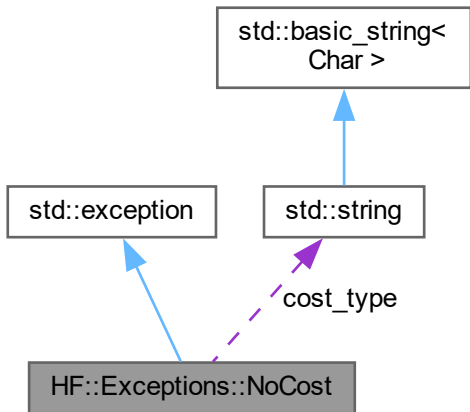 std::basic_string<
Char >
std::exception
std::string
cost_type
HF::Exceptions::NoCost